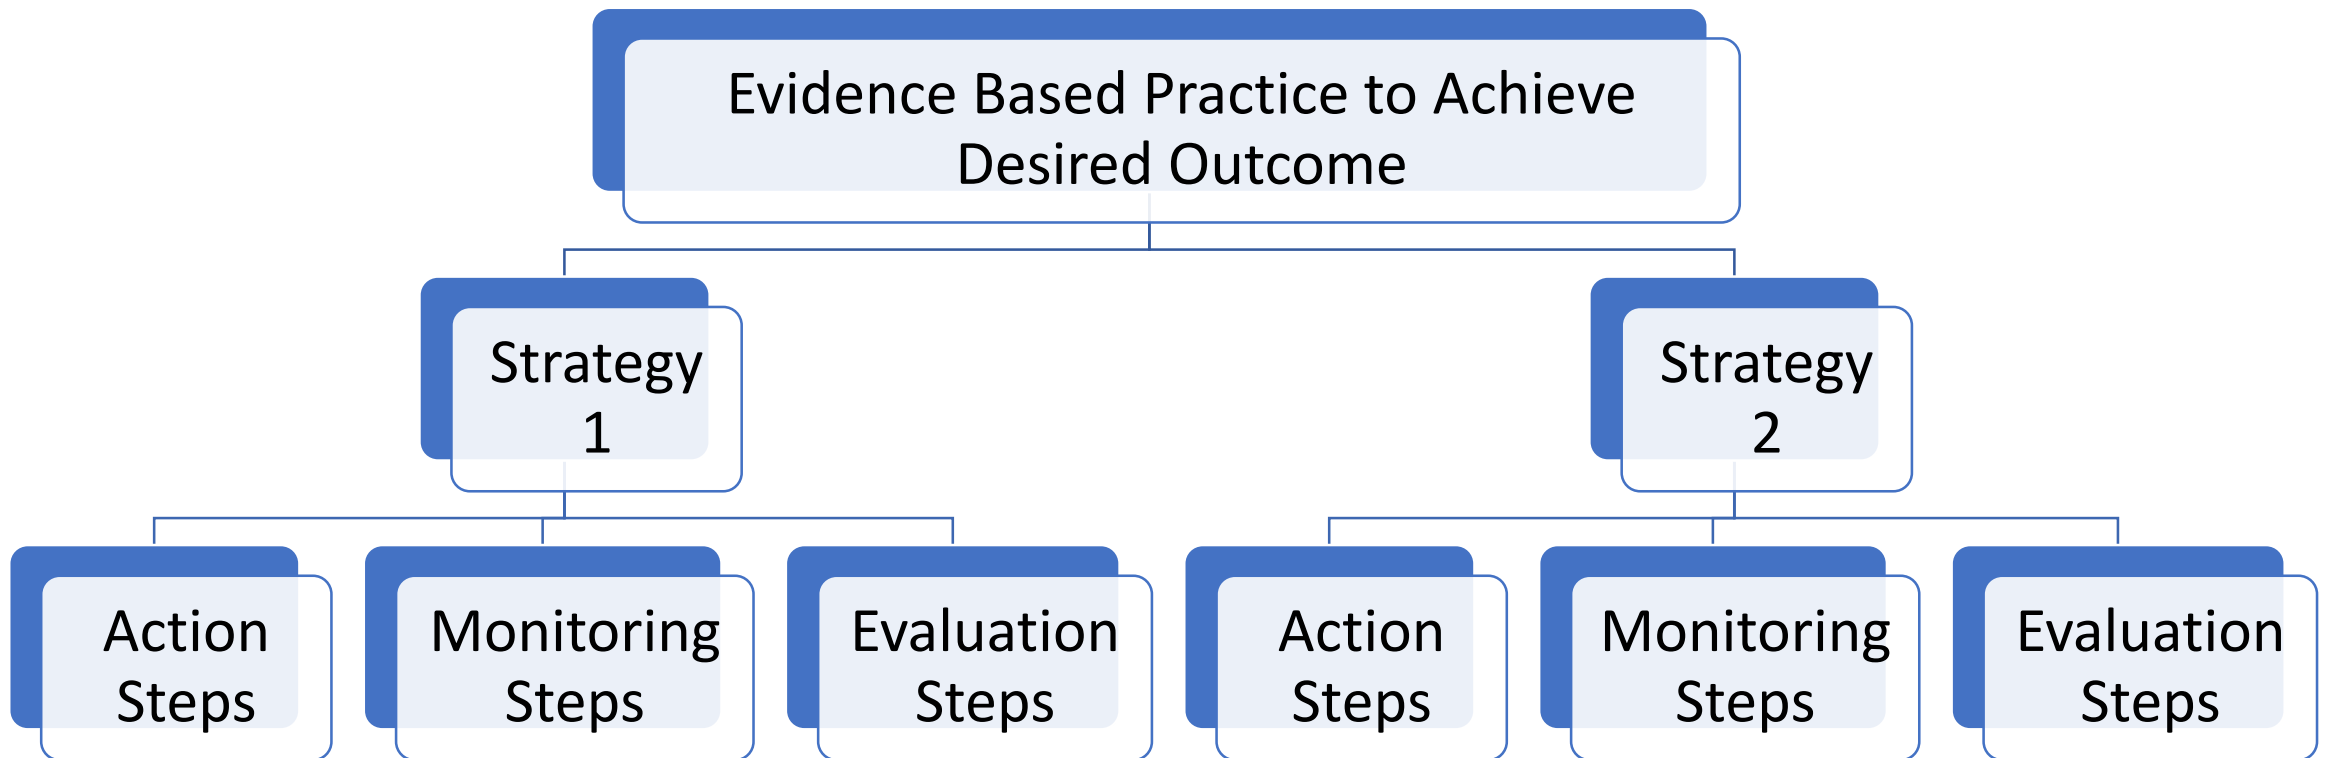 Evidence Based Practice to Achieve
Desired Outcome
Strategy
1
Strategy
2
Action
Steps
Monitoring
Steps
Evaluation
Steps
Action
Steps
Monitoring
Steps
Evaluation
Steps